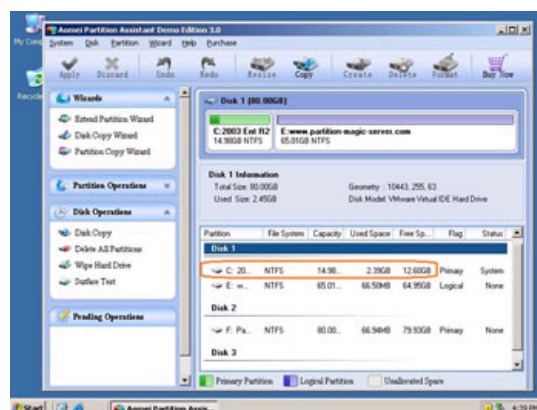 Aomei Partition Assistant Demo Edition 3.0
My Comp
System Disk Partition Wizard Help Purchase
Apply Discard Undo Redo Resize Copy Create Delete Format Buy Now
Recycle
Wizards
Extend Partition Wizard
Disk Copy Wizard
Partition Copy Wizard
Partition Operations
Disk Operations
Disk Copy
Delete All Partitions
Wipe Hard Drive
Surface Test
Pending Operations
Disk 1 (80.00GB)
C:2003 Ent R2
14.98GB NTFS
E:www.partition-magic-server.com
65.01GB NTFS
Disk 1 Information
Total Size: 80.00GB
Geometry : 10443, 255, 63
Used Size: 2.45GB
Disk Model: VMware Virtual IDE Hard Drive
Partition File System Capacity Used Space Free Sp... Flag Status
Disk 1
C: 20... NTFS 14.98... 2.39GB 12.60GB Primary System
E: w... NTFS 65.01... 66.50MB 64.95GB Logical None
Disk 2
F: Pa... NTFS 80.00... 66.94MB 79.93GB Primary None
Disk 3
Primary Partition Logical Partition Unallocated Space
Start Aomei Partition Assis... 4:39 PM